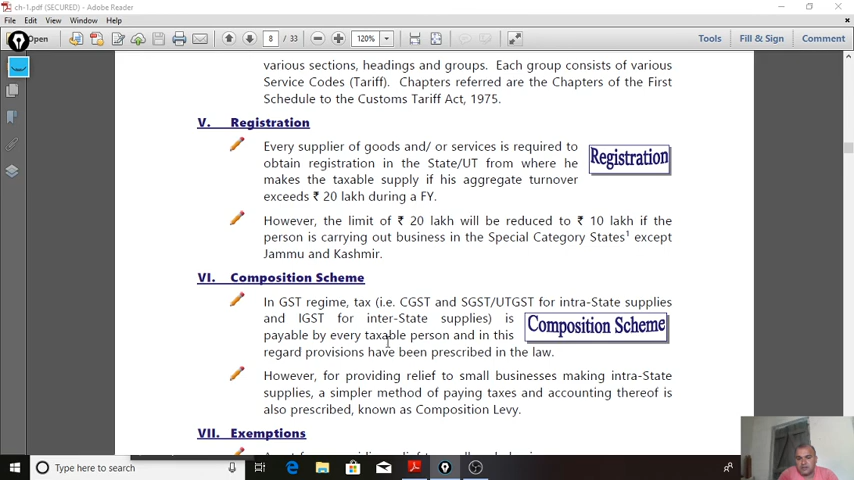 ch-1.pdf (SECURED) - Adobe Reader
File Edit View Window Help
Open 8 / 33 120% Tools Fill & Sign Comment
various sections, headings and groups. Each group consists of various
Service Codes (Tariff). Chapters referred are the Chapters of the First
Schedule to the Customs Tariff Act, 1975.
V. Registration
Every supplier of goods and/ or services is required to
obtain registration in the State/UT from where he
makes the taxable supply if his aggregate turnover
exceeds ₹ 20 lakh during a FY.
Registration
However, the limit of ₹ 20 lakh will be reduced to ₹ 10 lakh if the
person is carrying out business in the Special Category States1 except
Jammu and Kashmir.
VI. Composition Scheme
In GST regime, tax (i.e. CGST and SGST/UTGST for intra-State supplies
and IGST for inter-State supplies) is
payable by every taxable person and in this
regard provisions have been prescribed in the law.
Composition Scheme
However, for providing relief to small businesses making intra-State
supplies, a simpler method of paying taxes and accounting thereof is
also prescribed, known as Composition Levy.
VII. Exemptions
Type here to search